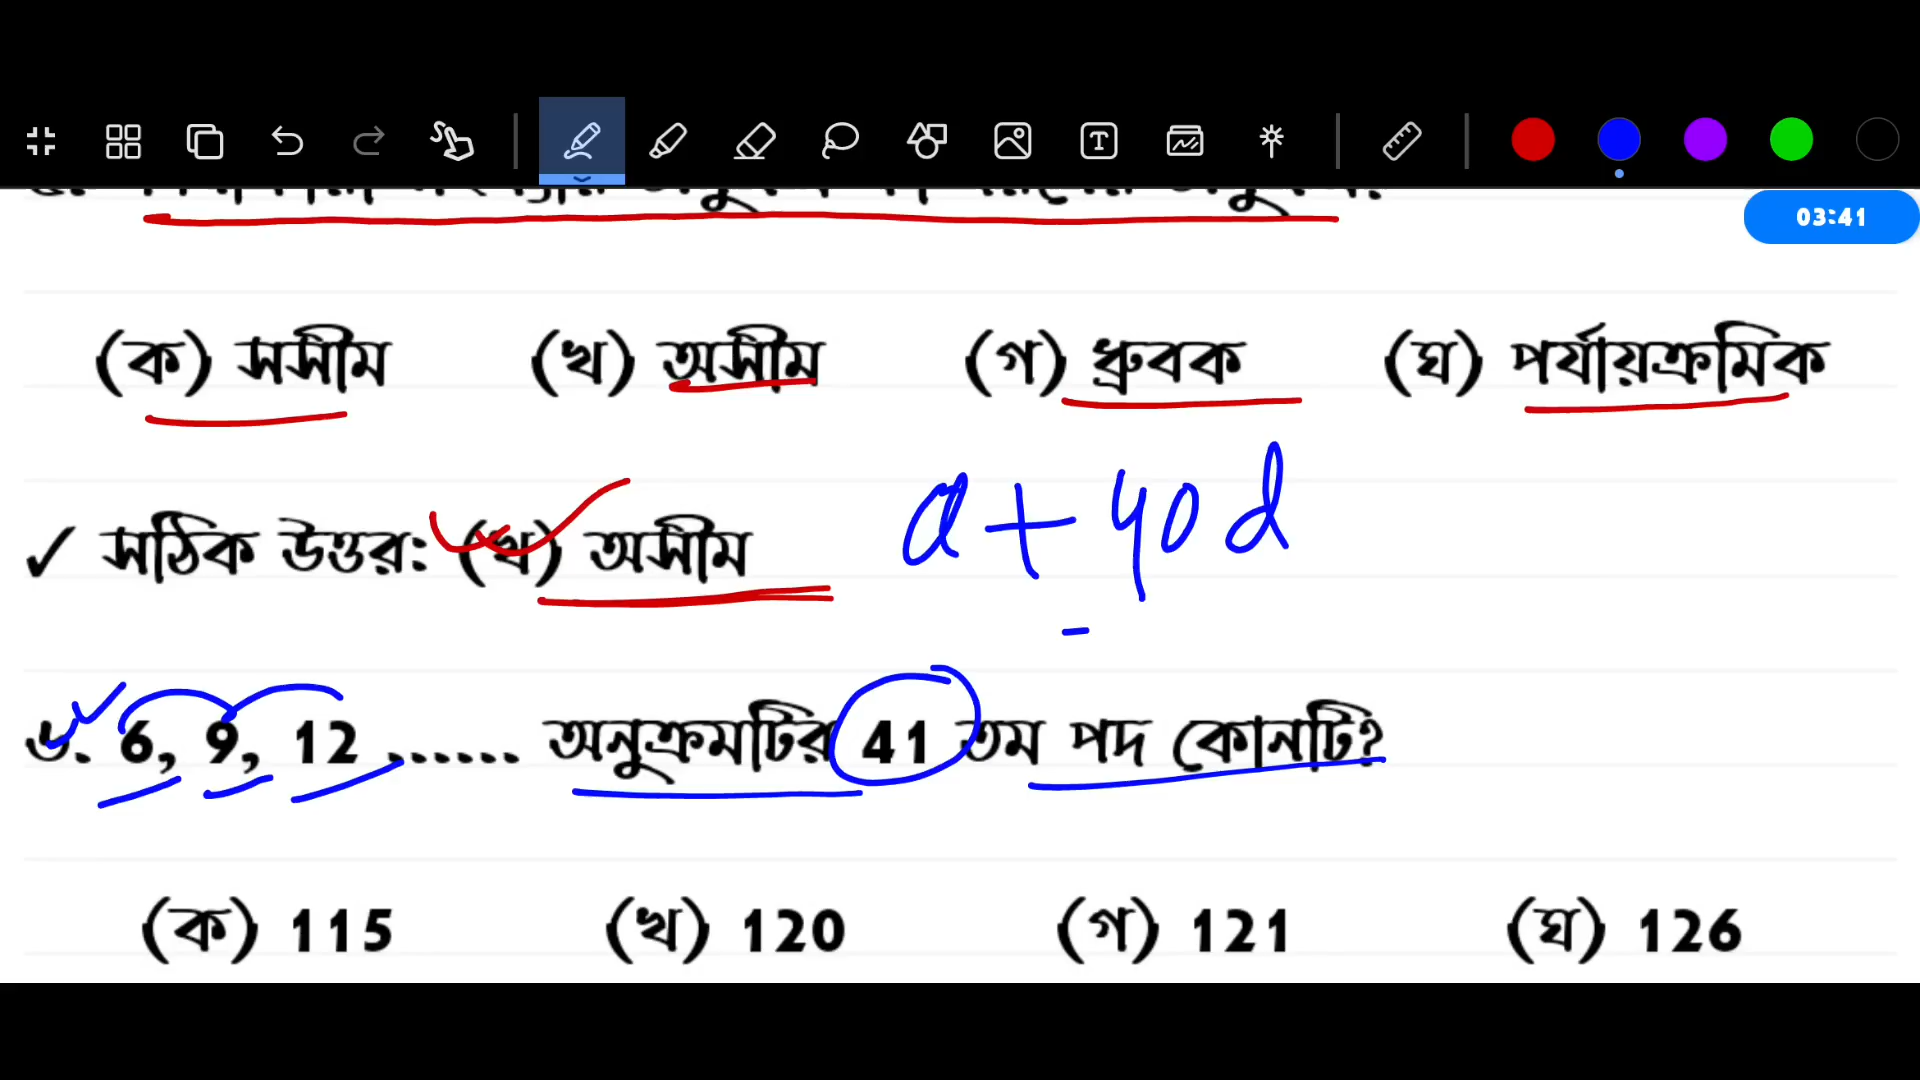 03:41
(ক) সসীম (খ) অসীম (গ) ধ্রুবক (ঘ) পর্যায়ক্রমিক
a + 40d
✓ সঠিক উত্তর: (খ) অসীম
৬. 6, 9, 12 ...... অনুক্রমটির 41 তম পদ কোনটি?
(ক) 115 (খ) 120 (গ) 121 (ঘ) 126